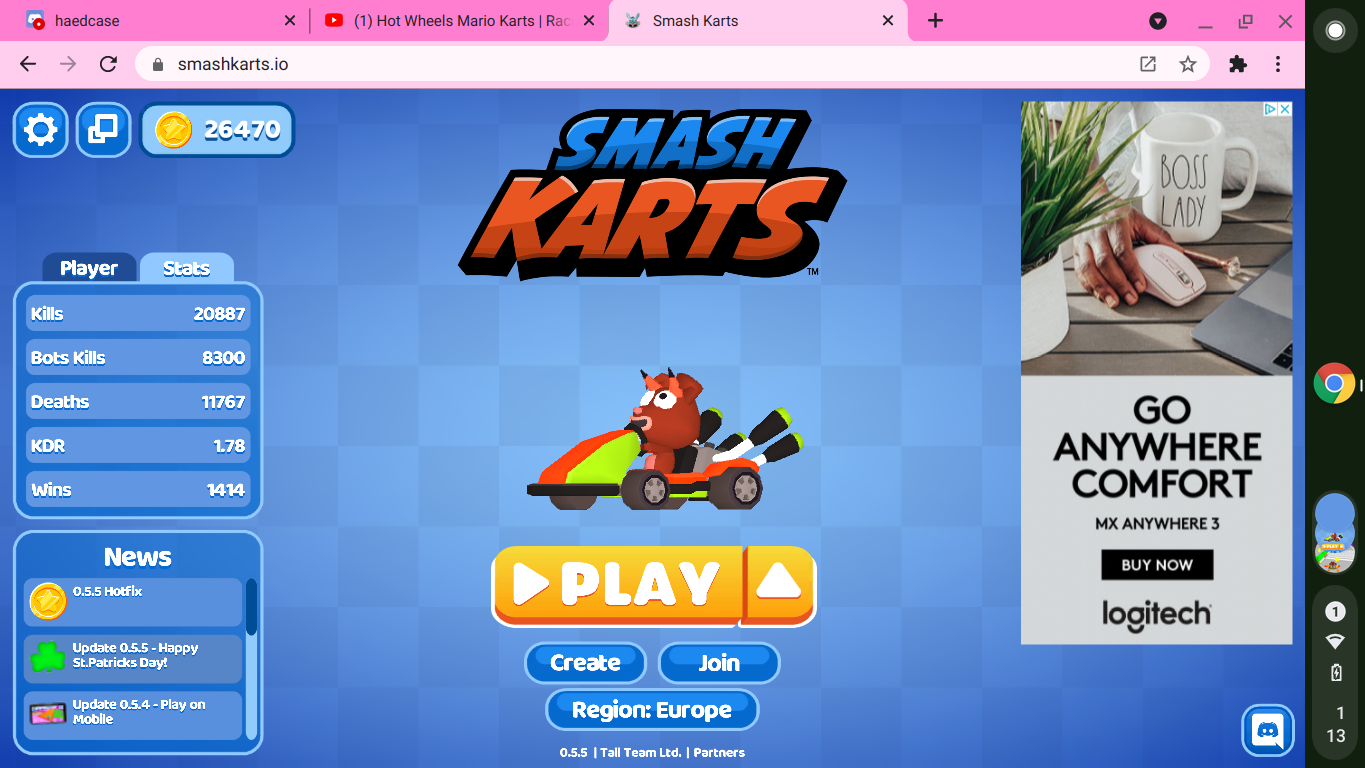 haedcase
(1) Hot Wheels Mario Karts | Rac
Smash Karts
smashkarts.io
26470
SMASH
KARTS
TM
Player
Stats
Kills 20887
Bots Kills 8300
Deaths 11767
KDR 1.78
Wins 1414
News
0.5.5 Hotfix
Update 0.5.5 - Happy
St.Patricks Day!
Update 0.5.4 - Play on
Mobile
PLAY
Create
Join
Region: Europe
0.5.5 | Tall Team Ltd. | Partners
BOSS
LADY
GO
ANYWHERE
COMFORT
MX ANYWHERE 3
BUY NOW
logitech
1
1
13